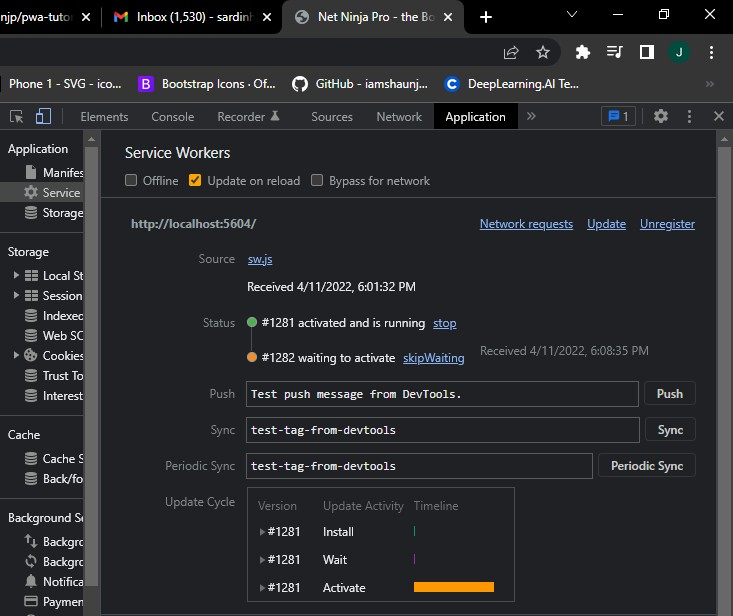 njp/pwa-tutor
Inbox (1,530) - sardinh
Net Ninja Pro - the Bo
J
Phone 1 - SVG - ico...
B Bootstrap Icons · Of...
GitHub - iamshaunj...
C DeepLearning.AI Te...
»
Elements Console Recorder Sources Network Application » 1
Application
Manifes
Service
Storage
Storage
Local St
Session
Indexed
Web SQ
Cookies
Trust To
Interest
Cache
Cache S
Back/fo
Background Se
Backgro
Backgro
Notifica
Paymen
Service Workers
Offline Update on reload Bypass for network
http://localhost:5604/ Network requests Update Unregister
Source sw.js
Received 4/11/2022, 6:01:32 PM
Status #1281 activated and is running stop
#1282 waiting to activate skipWaiting Received 4/11/2022, 6:08:35 PM
Push Test push message from DevTools. Push
Sync test-tag-from-devtools Sync
Periodic Sync test-tag-from-devtools Periodic Sync
Update Cycle Version Update Activity Timeline
#1281 Install
#1281 Wait
#1281 Activate